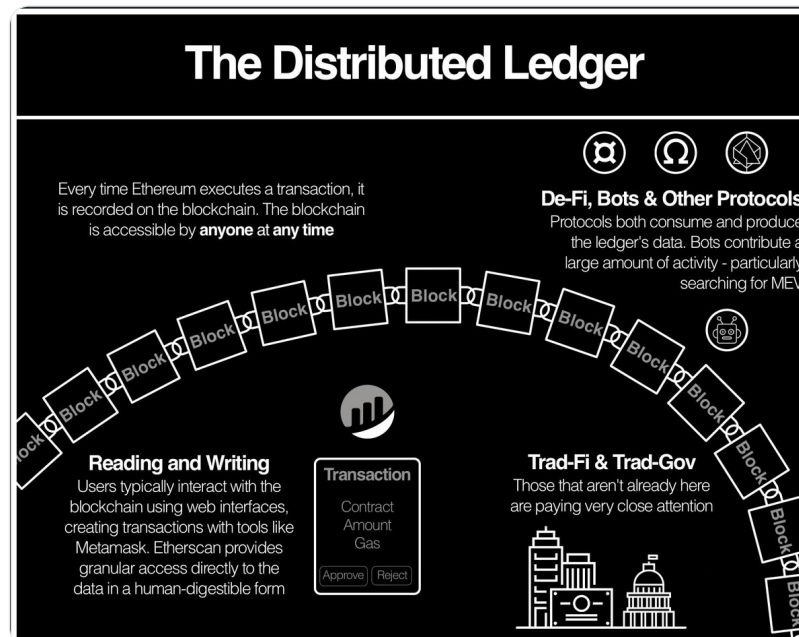 The Distributed Ledger
Every time Ethereum executes a transaction, it
is recorded on the blockchain. The blockchain
is accessible by anyone at any time
De-Fi, Bots & Other Protocols
Protocols both consume and produce
the ledger's data. Bots contribute a
large amount of activity - particularly
searching for MEV
Block
Block
Block
Block
Block
Block
Block
Block
Block
Block
Block
Block
Block
Block
Reading and Writing
Users typically interact with the
blockchain using web interfaces,
creating transactions with tools like
Metamask. Etherscan provides
granular access directly to the
data in a human-digestible form
Transaction
Contract
Amount
Gas
Approve
Reject
Trad-Fi & Trad-Gov
Those that aren't already here
are paying very close attention